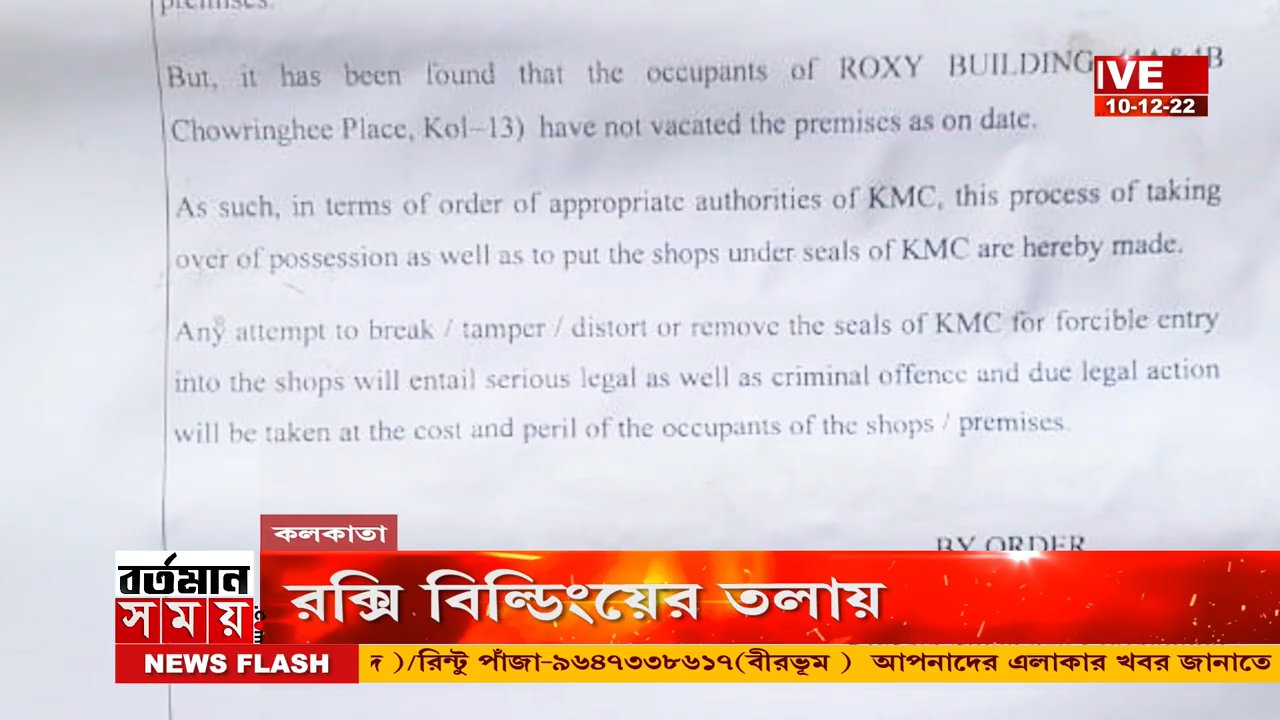 premises.
But, it has been found that the occupants of ROXY BUILDING
Chowringhee Place, Kol–13) have not vacated the premises as on date.
As such, in terms of order of appropriate authorities of KMC, this process of taking
over of possession as well as to put the shops under seals of KMC are hereby made.
Any attempt to break / tamper / distort or remove the seals of KMC for forcible entry
into the shops will entail serious legal as well as criminal offence and due legal action
will be taken at the cost and peril of the occupants of the shops / premises.
BY ORDER
IVE
10-12-22
কলকাতা
বর্তমান
সময়
রক্সি বিল্ডিংয়ের তলায়
NEWS FLASH
দ )/রিন্টু পাঁজা-৯৬৪৭৩৩৮৬১৭(বীরভূম ) আপনাদের এলাকার খবর জানাতে